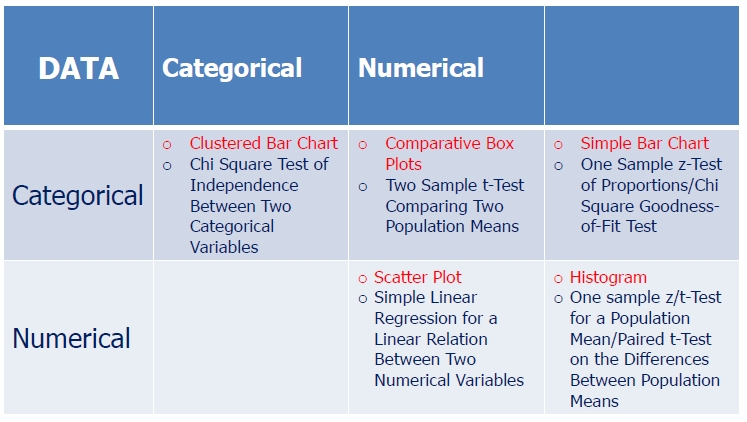 DATA
Categorical
Numerical
Categorical
○ Clustered Bar Chart
○ Chi Square Test of
Independence
Between Two
Categorical
Variables
○ Comparative Box
Plots
○ Two Sample t-Test
Comparing Two
Population Means
○ Simple Bar Chart
○ One Sample z-Test
of Proportions/Chi
Square Goodness-
of-Fit Test
Numerical
○ Scatter Plot
○ Simple Linear
Regression for a
Linear Relation
Between Two
Numerical Variables
○ Histogram
○ One sample z/t-Test
for a Population
Mean/Paired t-Test
on the Differences
Between Population
Means